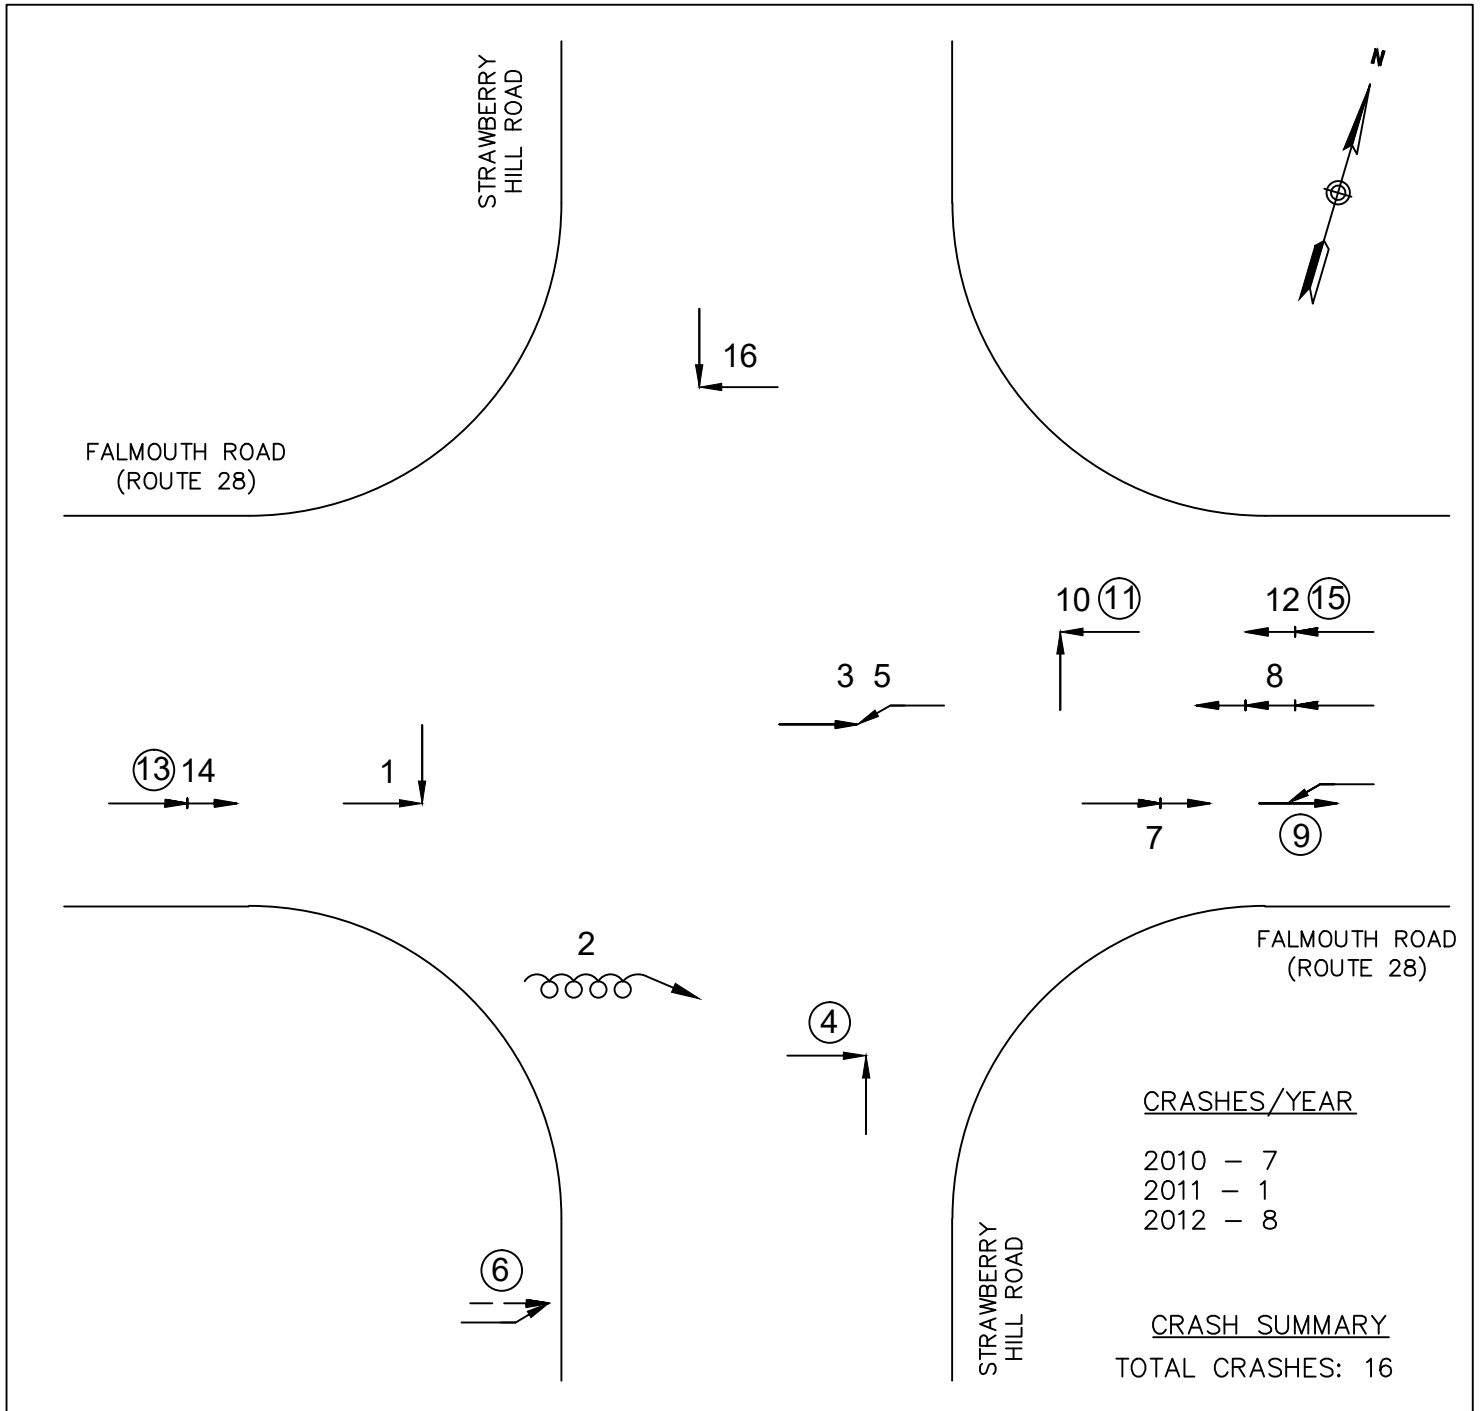 STRAWBERRY
HILL ROAD
N
16
FALMOUTH ROAD
(ROUTE 28)
10 11
12 15
3 5
8
13 14
1
7
9
2
FALMOUTH ROAD
(ROUTE 28)
4
CRASHES/YEAR
2010 - 7
2011 - 1
2012 - 8
6
STRAWBERRY
HILL ROAD
CRASH SUMMARY
TOTAL CRASHES: 16